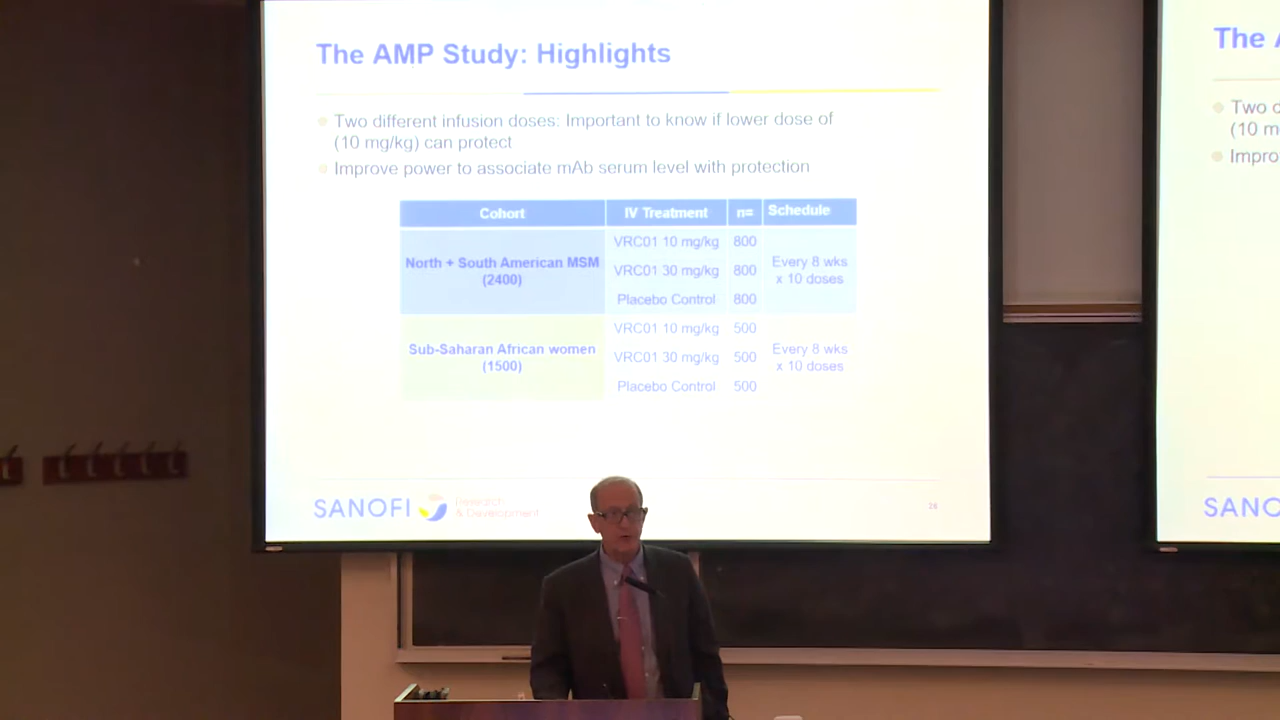 The AMP Study: Highlights
Two different infusion doses: Important to know if lower dose of
(10 mg/kg) can protect
Improve power to associate mAb serum level with protection
Cohort IV Treatment n= Schedule
North + South American MSM
(2400)
VRC01 10 mg/kg 800
VRC01 30 mg/kg 800
Placebo Control 800
Every 8 wks
x 10 doses
Sub-Saharan African women
(1500)
VRC01 10 mg/kg 500
VRC01 30 mg/kg 500
Placebo Control 500
Every 8 wks
x 10 doses
SANOFI
Research
& Development
The
Two
(10 m
Impro
SANO